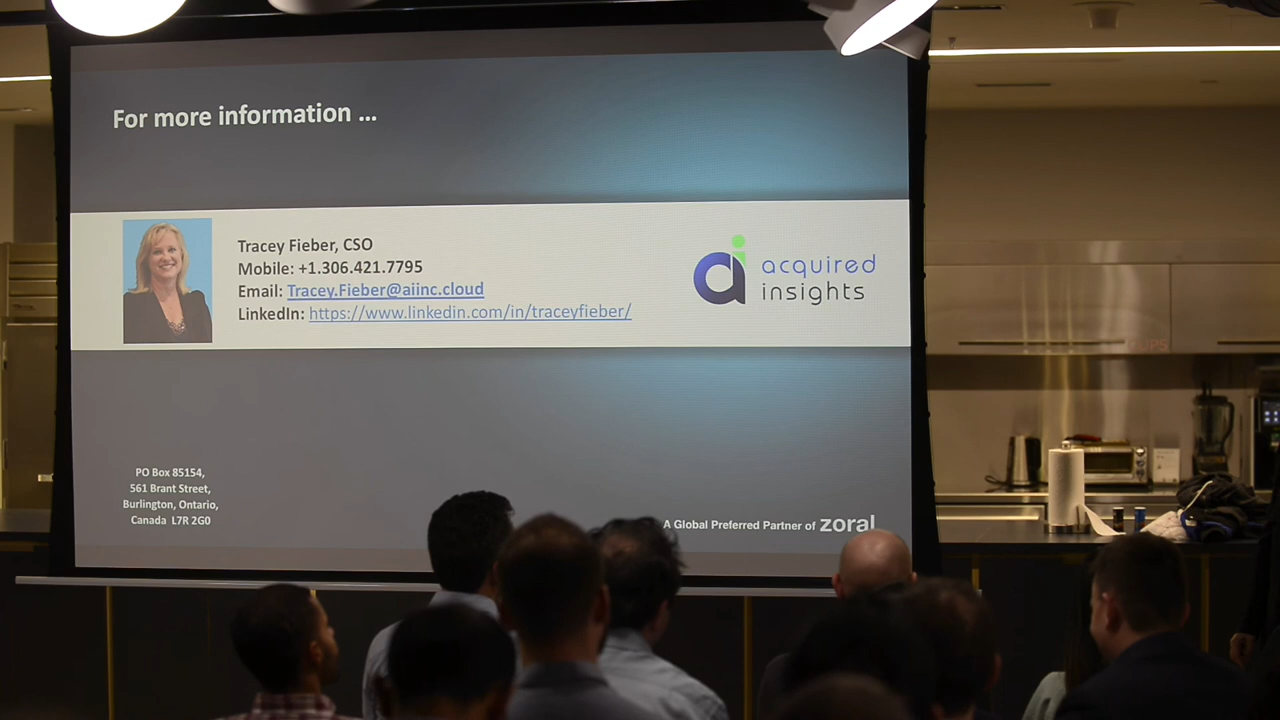 For more information ...
Tracey Fieber, CSO
Mobile: +1.306.421.7795
Email: Tracey.Fieber@aiinc.cloud
LinkedIn: https://www.linkedin.com/in/traceyfieber/
acquired
insights
PO Box 85154,
561 Brant Street,
Burlington, Ontario,
Canada L7R 2G0
A Global Preferred Partner of zoral
CUPS